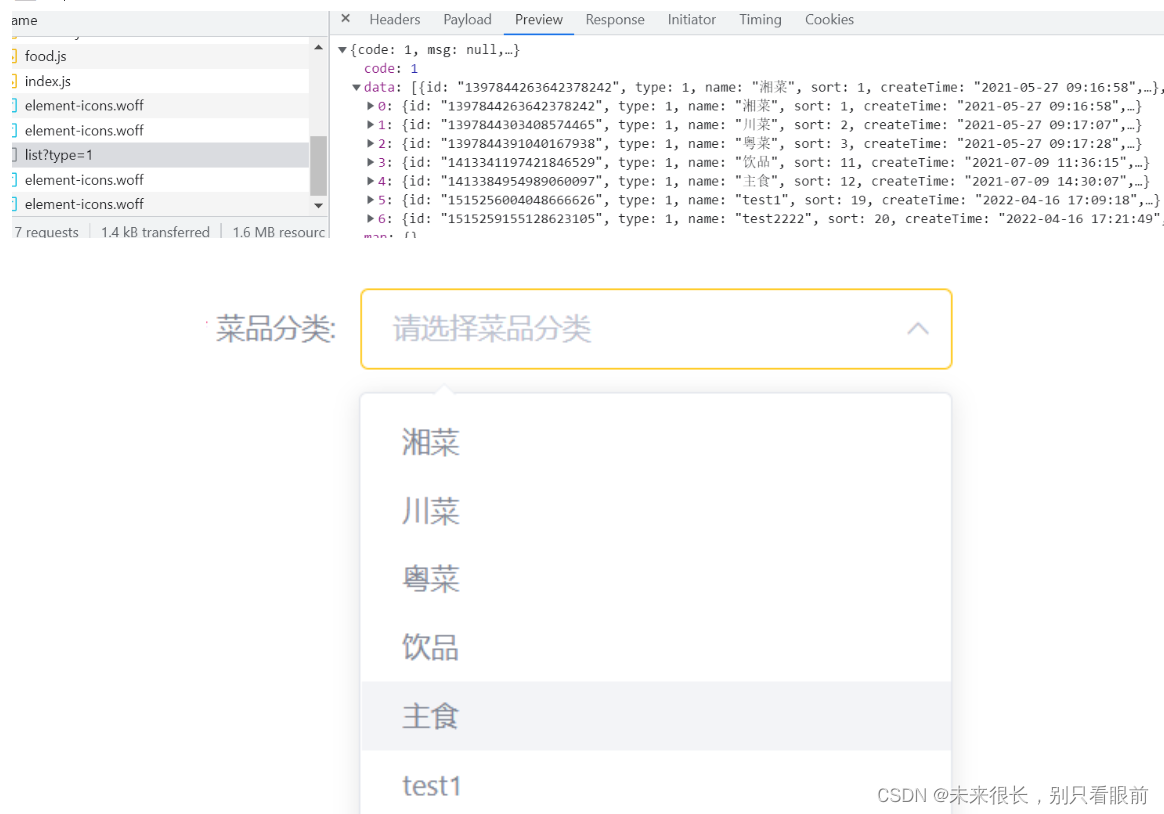 ame
Headers Payload Preview Response Initiator Timing Cookies
food.js
index.js
element-icons.woff
element-icons.woff
list?type=1
element-icons.woff
element-icons.woff
7 requests 1.4 kB transferred 1.6 MB resourc
{code: 1, msg: null,…}
code: 1
data: [{id: "1397844263642378242", type: 1, name: "湘菜", sort: 1, createTime: "2021-05-27 09:16:58",…},
0: {id: "1397844263642378242", type: 1, name: "湘菜", sort: 1, createTime: "2021-05-27 09:16:58",…}
1: {id: "1397844303408574465", type: 1, name: "川菜", sort: 2, createTime: "2021-05-27 09:17:07",…}
2: {id: "1397844391040167938", type: 1, name: "粤菜", sort: 3, createTime: "2021-05-27 09:17:28",…}
3: {id: "1413341197421846529", type: 1, name: "饮品", sort: 11, createTime: "2021-07-09 11:36:15",…}
4: {id: "1413384954989060097", type: 1, name: "主食", sort: 12, createTime: "2021-07-09 14:30:07",…}
5: {id: "1515256004048666626", type: 1, name: "test1", sort: 19, createTime: "2022-04-16 17:09:18",…}
6: {id: "1515259155128623105", type: 1, name: "test2222", sort: 20, createTime: "2022-04-16 17:21:49",
map: {}
菜品分类:
请选择菜品分类
湘菜
川菜
粤菜
饮品
主食
test1
CSDN @未来很长，别只看眼前